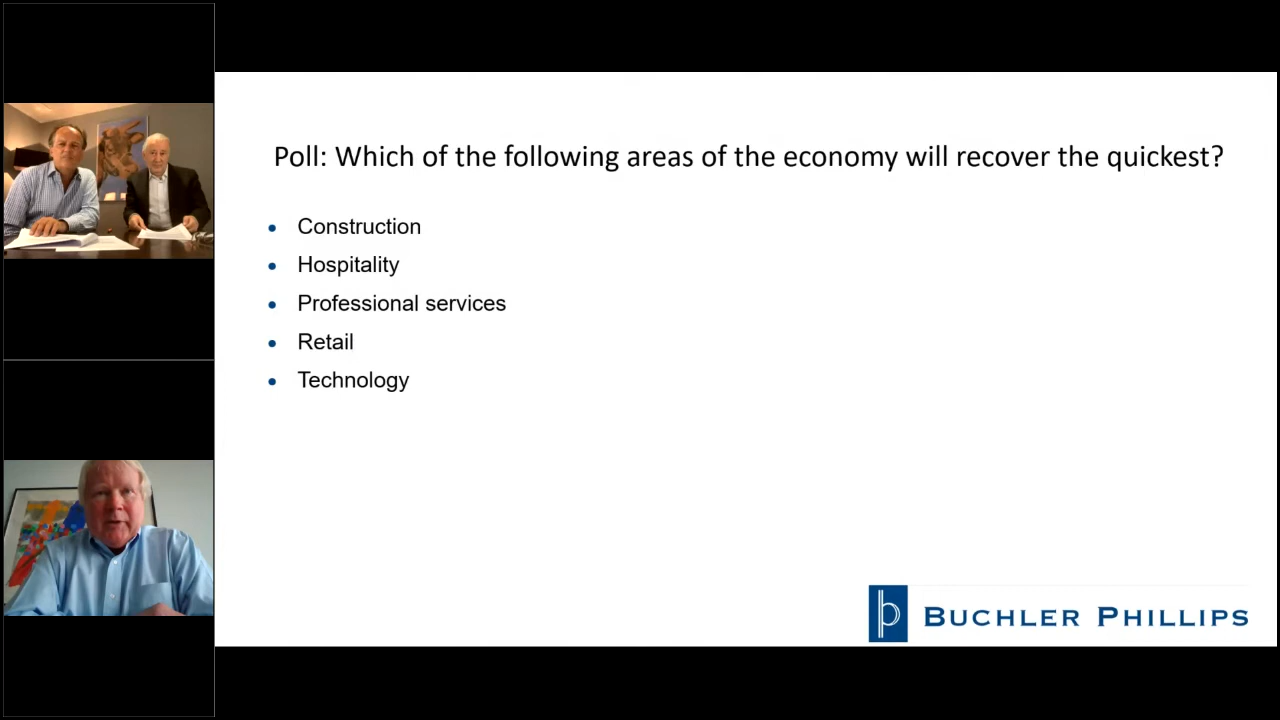 Poll: Which of the following areas of the economy will recover the quickest?
Construction
Hospitality
Professional services
Retail
Technology
BUCHLER PHILLIPS